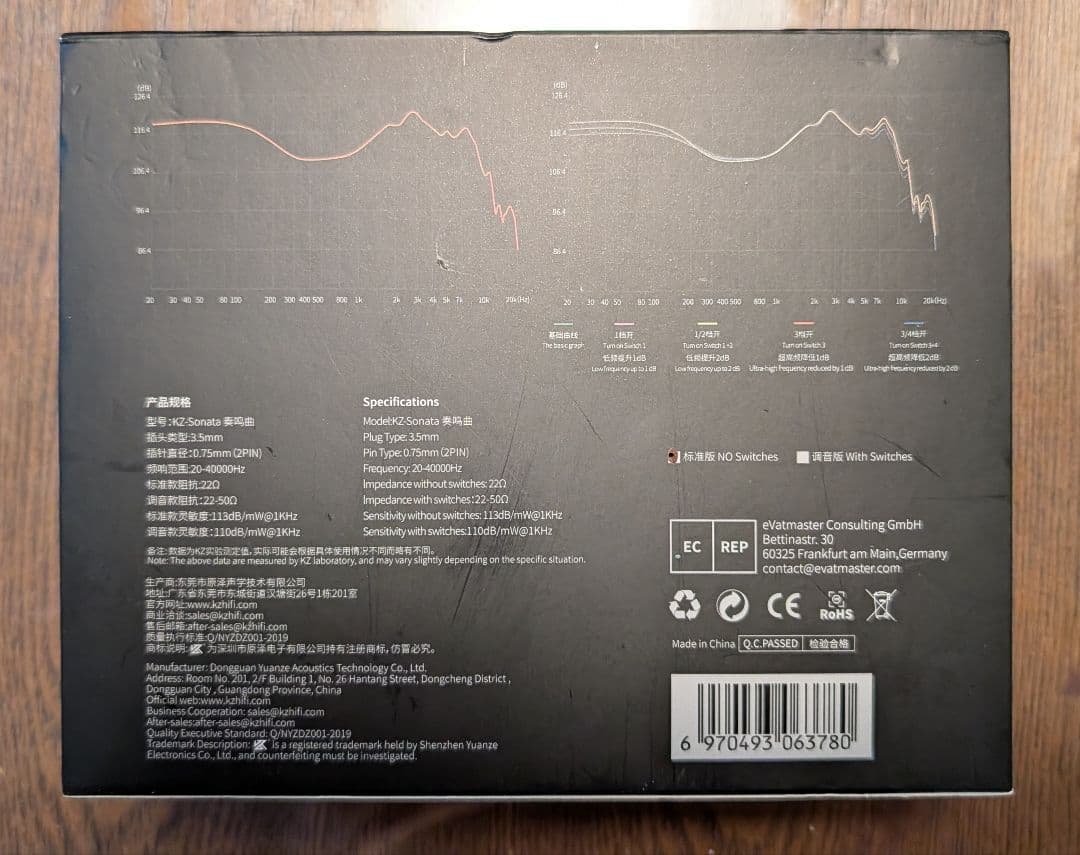 (dB)
126.4
116.4
106.4
96.4
86.4
20 30 40 50 80 100 200 300 400 500 800 1k 2k 3k 4k 5k 7k 10k 20k(Hz)
(dB)
126.4
116.4
106.4
96.4
86.4
20 30 40 50 80 100 200 300 400 500 800 1k 2k 3k 4k 5k 7k 10k 20k(Hz)
基础曲线
The basic graph
1档开
Turn on Switch 1
低频提升1dB
Low frequency up to 1 dB
1/2档开
Turn on Switch 1+2
低频提升2dB
Low frequency up to 2 dB
3档开
Turn on Switch 3
超高频降低1dB
Ultra-high frequency reduced by 1 dB
3/4档开
Turn on Switch 3+4
超高频降低2dB
Ultra-high frequency reduced by 2 dB
产品规格
型号:KZ-Sonata 奏鸣曲
插头类型:3.5mm
插针直径:0.75mm (2PIN)
频响范围:20-40000Hz
标准款阻抗:22Ω
调音款阻抗:22-50Ω
标准款灵敏度:113dB/mW@1KHz
调音款灵敏度:110dB/mW@1KHz
Specifications
Model:KZ-Sonata 奏鸣曲
Plug Type: 3.5mm
Pin Type: 0.75mm (2PIN)
Frequency: 20-40000Hz
Impedance without switches: 22Ω
Impedance with switches:22-50Ω
Sensitivity without switches: 113dB/mW@1KHz
Sensitivity with switches:110dB/mW@1KHz
备注:数据为KZ实验测定值,实际可能会根据具体使用情况不同而略有不同。
Note: The above data are measured by KZ laboratory, and may vary slightly depending on the specific situation.
生产商:东莞市原泽声学技术有限公司
地址:广东省东莞市东城街道汉塘街26号1栋201室
官方网址:www.kzhifi.com
商业洽谈:sales@kzhifi.com
售后邮箱:after-sales@kzhifi.com
质量执行标准:Q/NYZDZ001-2019
商标说明: KZ 为深圳市原泽电子有限公司持有注册商标,仿冒必究。
Manufacturer: Dongguan Yuanze Acoustics Technology Co., Ltd.
Address: Room No. 201, 2/F Building 1, No. 26 Hantang Street, Dongcheng District ,
Dongguan City , Guangdong Province, China
Official web:www.kzhifi.com
Business Cooperation: sales@kzhifi.com
After-sales:after-sales@kzhifi.com
Quality Executive Standard: Q/NYZDZ001-2019
Trademark Description: KZ is a registered trademark held by Shenzhen Yuanze
Electronics Co., Ltd., and counterfeiting must be investigated.
标准版 NO Switches
调音版 With Switches
EC REP
eVatmaster Consulting GmbH
Bettinastr. 30
60325 Frankfurt am Main,Germany
contact@evatmaster.com
CE
RoHS
Made in China Q.C.PASSED 检验合格
6 970493 063780